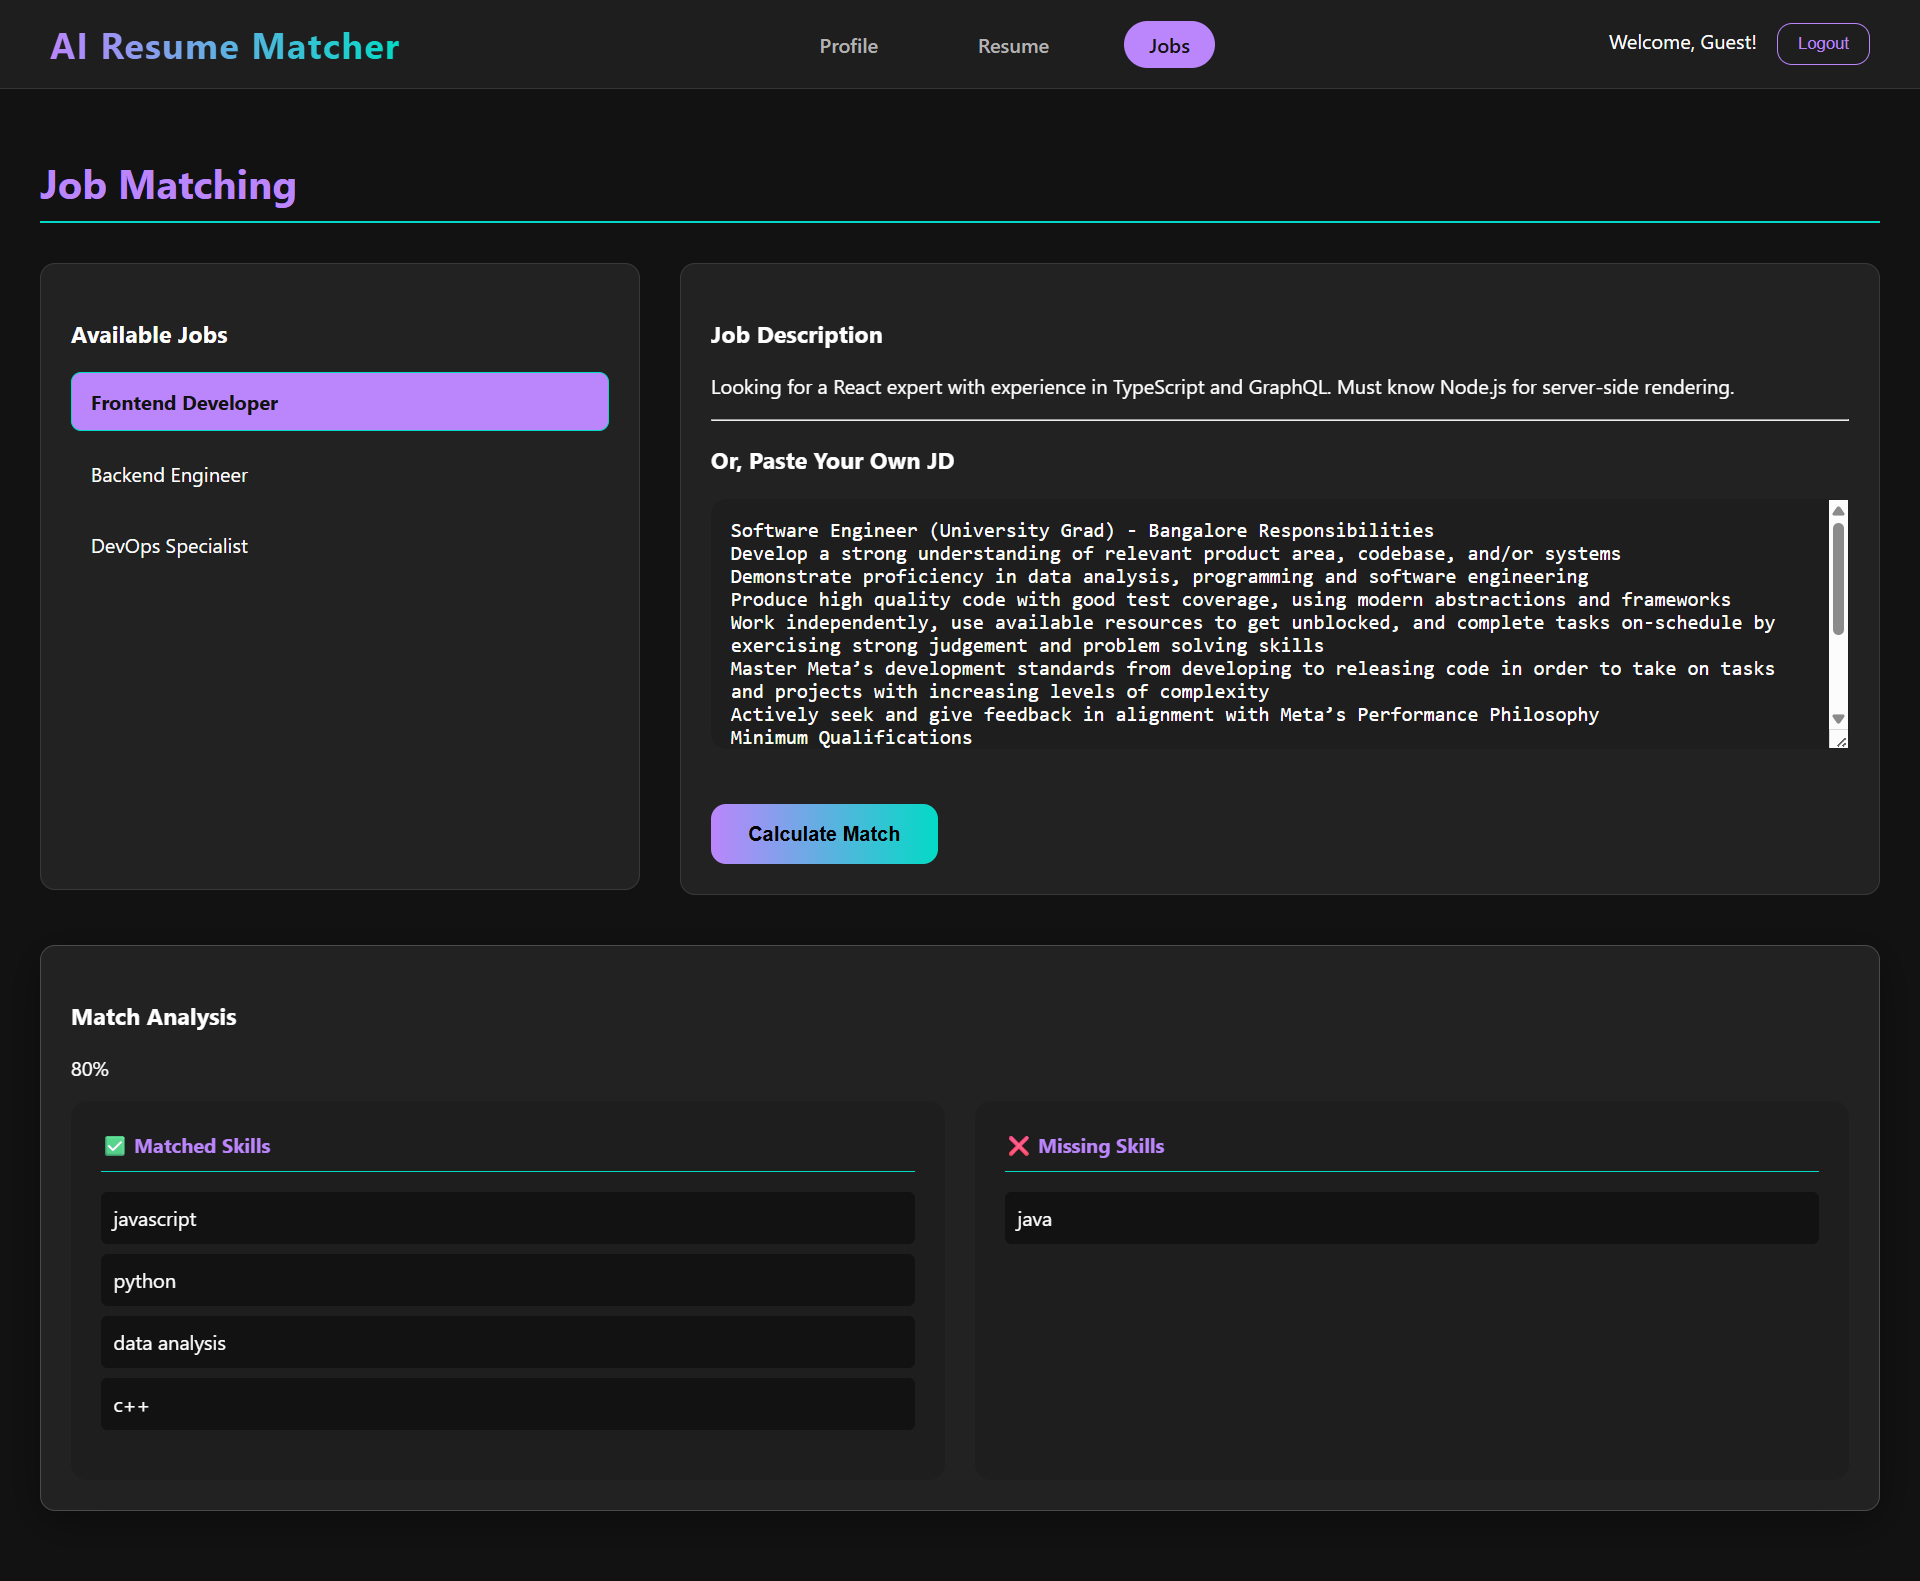 AI Resume Matcher
Profile
Resume
Jobs
Welcome, Guest!
Logout
Job Matching
Available Jobs
Frontend Developer
Backend Engineer
DevOps Specialist
Job Description
Looking for a React expert with experience in TypeScript and GraphQL. Must know Node.js for server-side rendering.
Or, Paste Your Own JD
Software Engineer (University Grad) - Bangalore Responsibilities
Develop a strong understanding of relevant product area, codebase, and/or systems
Demonstrate proficiency in data analysis, programming and software engineering
Produce high quality code with good test coverage, using modern abstractions and frameworks
Work independently, use available resources to get unblocked, and complete tasks on-schedule by
exercising strong judgement and problem solving skills
Master Meta’s development standards from developing to releasing code in order to take on tasks
and projects with increasing levels of complexity
Actively seek and give feedback in alignment with Meta’s Performance Philosophy
Minimum Qualifications
Calculate Match
Match Analysis
80%
✅ Matched Skills
javascript
python
data analysis
c++
❌ Missing Skills
java